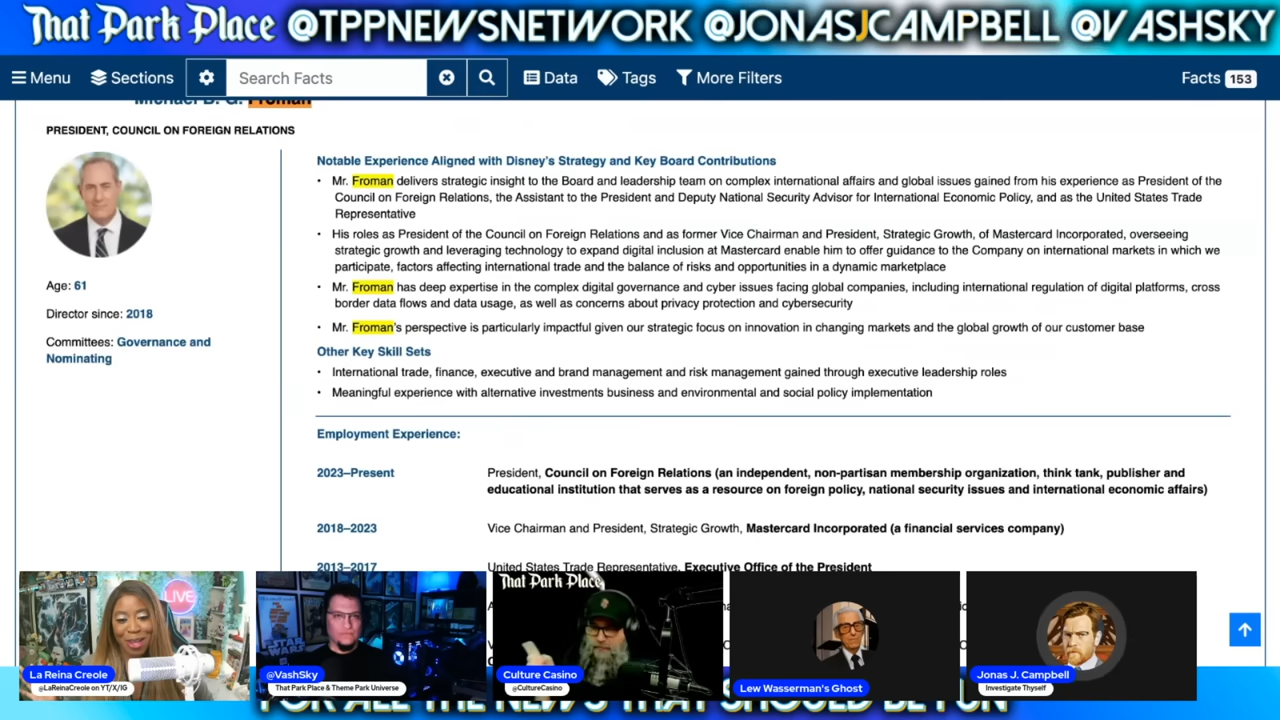 That Park Place @TPPNEWSNETWORK @JONASJCAMPBELL @VASHSKY
Menu Sections Search Facts Data Tags More Filters Facts 153
Michael B. G. Froman
PRESIDENT, COUNCIL ON FOREIGN RELATIONS
Age: 61
Director since: 2018
Committees: Governance and
Nominating
Notable Experience Aligned with Disney's Strategy and Key Board Contributions
• Mr. Froman delivers strategic insight to the Board and leadership team on complex international affairs and global issues gained from his experience as President of the
Council on Foreign Relations, the Assistant to the President and Deputy National Security Advisor for International Economic Policy, and as the United States Trade
Representative
• His roles as President of the Council on Foreign Relations and as former Vice Chairman and President, Strategic Growth, of Mastercard Incorporated, overseeing
strategic growth and leveraging technology to expand digital inclusion at Mastercard enable him to offer guidance to the Company on international markets in which we
participate, factors affecting international trade and the balance of risks and opportunities in a dynamic marketplace
• Mr. Froman has deep expertise in the complex digital governance and cyber issues facing global companies, including international regulation of digital platforms, cross
border data flows and data usage, as well as concerns about privacy protection and cybersecurity
• Mr. Froman's perspective is particularly impactful given our strategic focus on innovation in changing markets and the global growth of our customer base
Other Key Skill Sets
• International trade, finance, executive and brand management and risk management gained through executive leadership roles
• Meaningful experience with alternative investments business and environmental and social policy implementation
Employment Experience:
2023–Present President, Council on Foreign Relations (an independent, non-partisan membership organization, think tank, publisher and
educational institution that serves as a resource on foreign policy, national security issues and international economic affairs)
2018–2023 Vice Chairman and President, Strategic Growth, Mastercard Incorporated (a financial services company)
2013–2017 United States Trade Representative, Executive Office of the President
That Park Place
LIVE
STAR
WARS
La Reina Creole
@LaReinaCreole on YT/X/IG
@VashSky
That Park Place & Theme Park Universe
Culture Casino
@CultureCasino
Lew Wasserman's Ghost
Jonas J. Campbell
Investigate Thyself
FOR ALL THE NEWS THAT SHOULD BE FUN